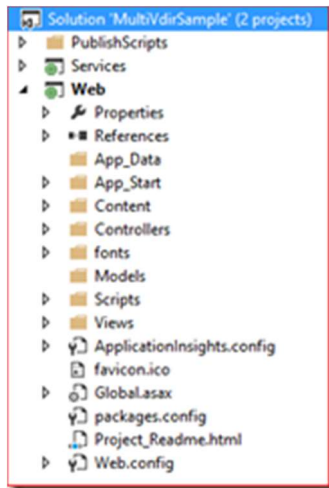 Solution 'MultiVdirSample' (2 projects)
PublishScripts
Services
Web
Properties
References
App_Data
App_Start
Content
Controllers
fonts
Models
Scripts
Views
ApplicationInsights.config
favicon.ico
Global.asax
packages.config
Project_Readme.html
Web.config